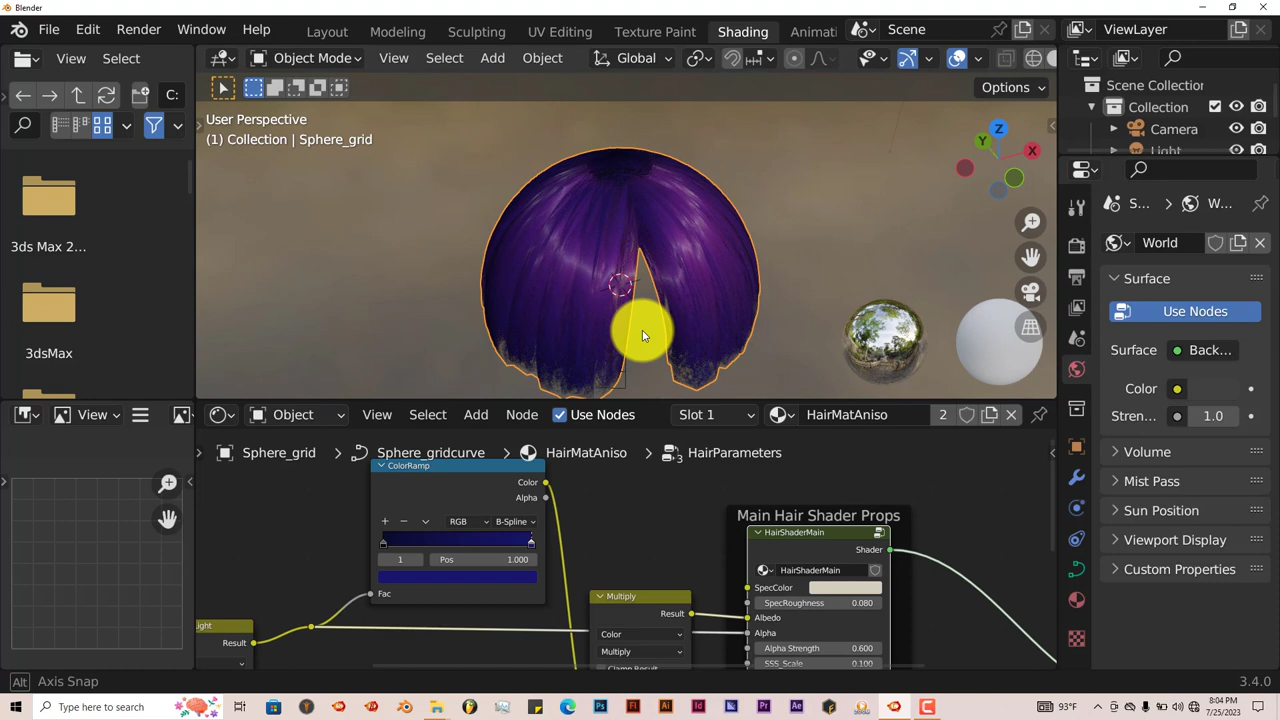 Blender
File Edit Render Window Help Layout Modeling Sculpting UV Editing Texture Paint Shading Animati Scene ViewLayer
View Select Object Mode View Select Add Object Global
C: Options Scene Collection
Collection
User Perspective
(1) Collection | Sphere_grid
Camera
Light
Z
Y
X
3ds Max 2...
3dsMax
S... W...
World
Surface
Use Nodes
Surface Back...
Color
Stren... 1.0
View Object View Select Add Node Use Nodes Slot 1 HairMatAniso 2
Sphere_grid Sphere_gridcurve HairMatAniso HairParameters
3
Volume
Mist Pass
Sun Position
Viewport Display
Custom Properties
ColorRamp
Color
Alpha
RGB B-Spline
1 Pos 1.000
Fac
Main Hair Shader Props
HairShaderMain
Shader
HairShaderMain
SpecColor
SpecRoughness 0.080
Albedo
Alpha
Alpha Strength 0.600
SSS_Scale 0.100
Multiply
Result
Color
Multiply
Clamp Result
ight
Result
Alt Axis Snap 3.4.0
Type here to search
93°F
8:04 PM
7/25/2023